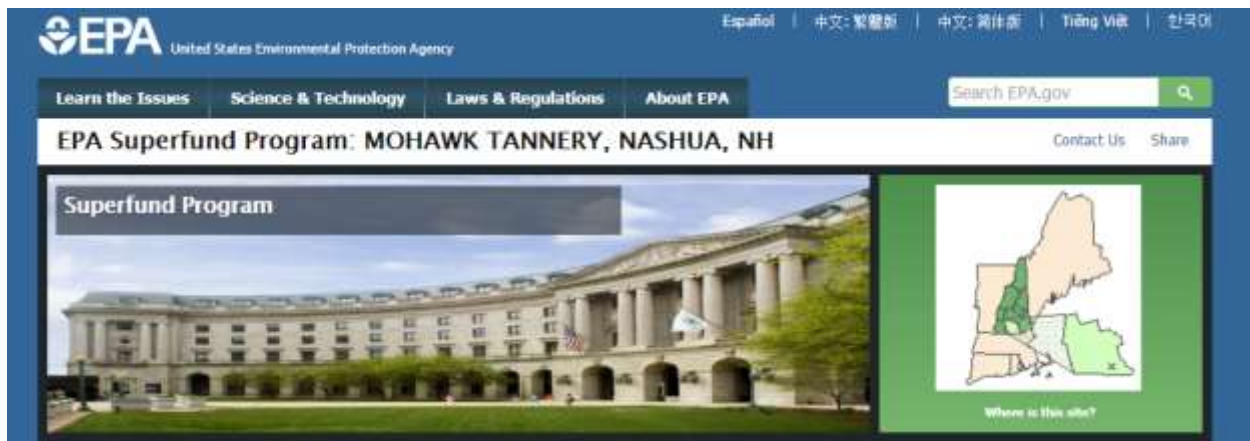 EPA United States Environmental Protection Agency
Español | 中文: 繁體版 | 中文: 简体版 | Tiếng Việt | 한국어
Learn the Issues Science & Technology Laws & Regulations About EPA
Search EPA.gov
EPA Superfund Program: MOHAWK TANNERY, NASHUA, NH
Contact Us Share
Superfund Program
Where is this site?